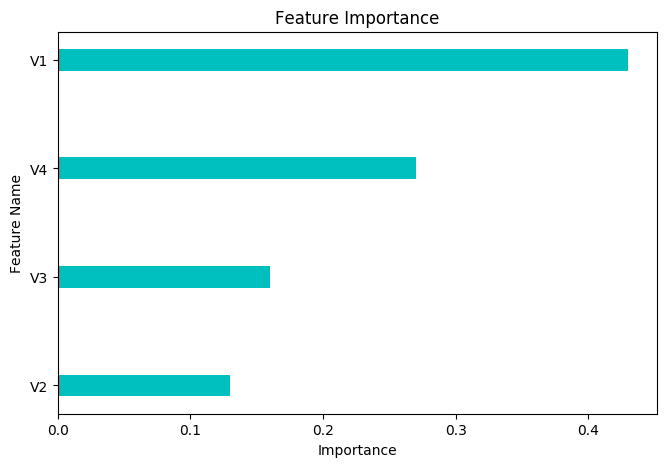 Feature Importance
V1
V4
V3
V2
Feature Name
0.0 0.1 0.2 0.3 0.4
Importance